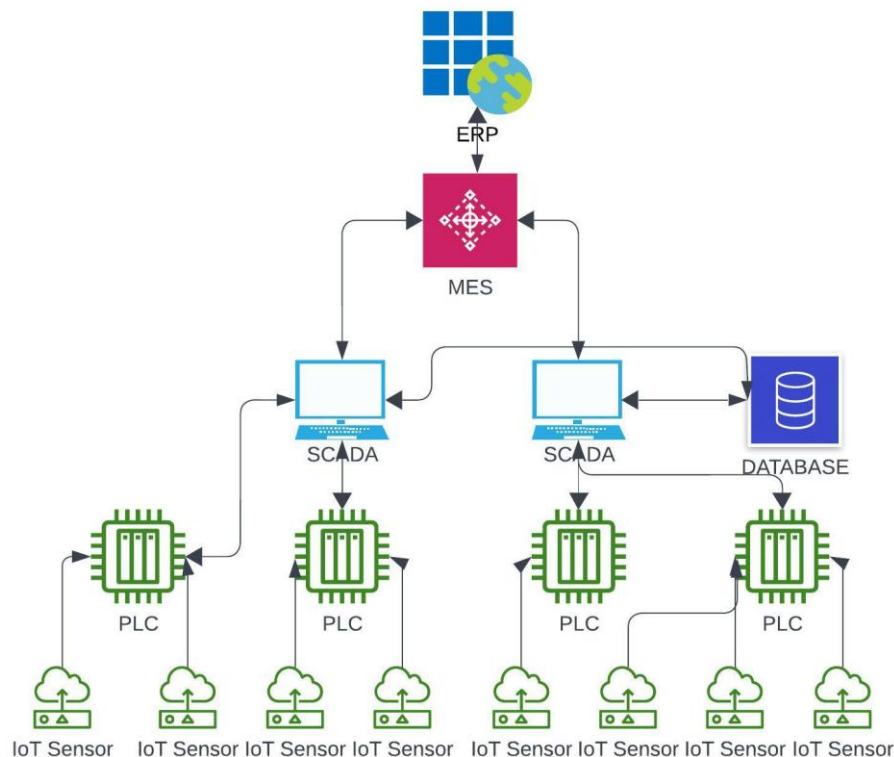 ERP
MES
SCADA
SCADA
DATABASE
PLC
PLC
PLC
PLC
IoT Sensor
IoT Sensor
IoT Sensor
IoT Sensor
IoT Sensor
IoT Sensor
IoT Sensor
IoT Sensor